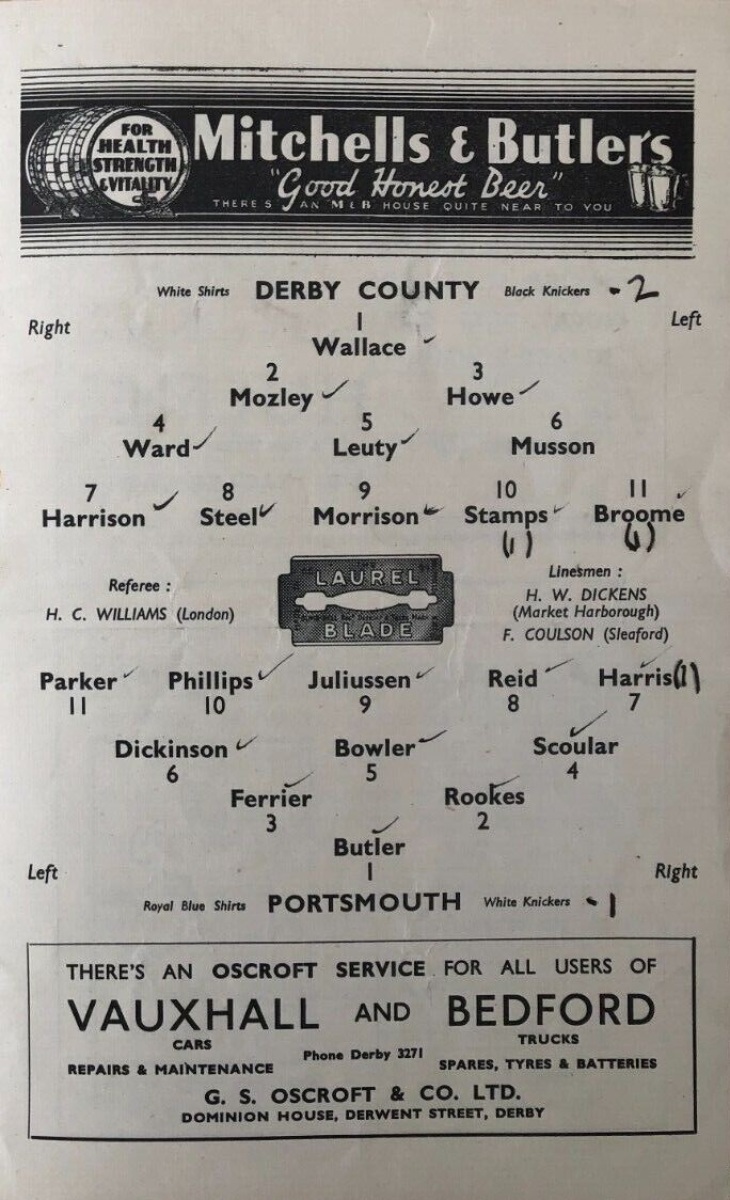 FOR
HEALTH
STRENGTH
& VITALITY
Mitchells & Butler's
"Good Honest Beer"
THERE'S AN M&B HOUSE QUITE NEAR TO YOU
White Shirts DERBY COUNTY Black Knickers - 2
Right Left
1
Wallace
2 3
Mozley Howe
4 5 6
Ward Leuty Musson
7 8 9 10 11
Harrison Steel Morrison Stamps Broome
(1) (1)
Referee :
H. C. WILLIAMS (London)
LAUREL
BLADE
Linesmen :
H. W. DICKENS
(Market Harborough)
F. COULSON (Sleaford)
Parker Phillips Juliussen Reid Harris (1)
11 10 9 8 7
Dickinson Bowler Scoular
6 5 4
Ferrier Rookes
3 2
Butler
1
Left Right
Royal Blue Shirts PORTSMOUTH White Knickers - 1
THERE'S AN OSCROFT SERVICE FOR ALL USERS OF
VAUXHALL AND BEDFORD
CARS TRUCKS
REPAIRS & MAINTENANCE Phone Derby 3271 SPARES, TYRES & BATTERIES
G. S. OSCROFT & CO. LTD.
DOMINION HOUSE, DERWENT STREET, DERBY